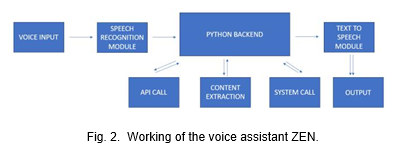 VOICE INPUT
SPEECH
RECOGNITION
MODULE
PYTHON BACKEND
TEXT TO
SPEECH
MODULE
API CALL
CONTENT
EXTRACTION
SYSTEM CALL
OUTPUT
Fig. 2. Working of the voice assistant ZEN.